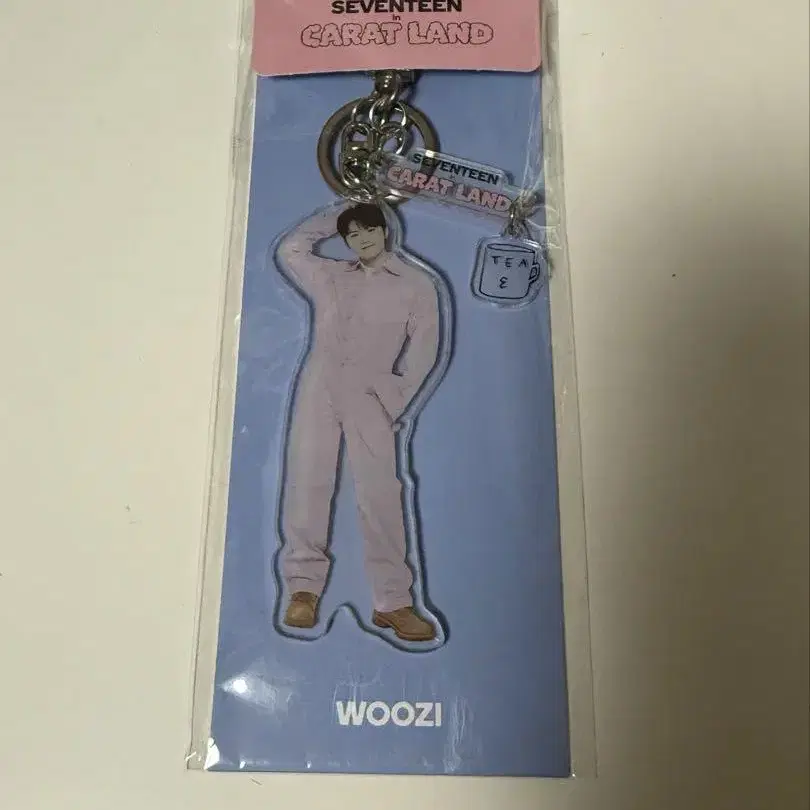 SEVENTEEN
in
CARAT LAND
SEVENTEEN
CARAT LAND
TEA
&
WOOZI